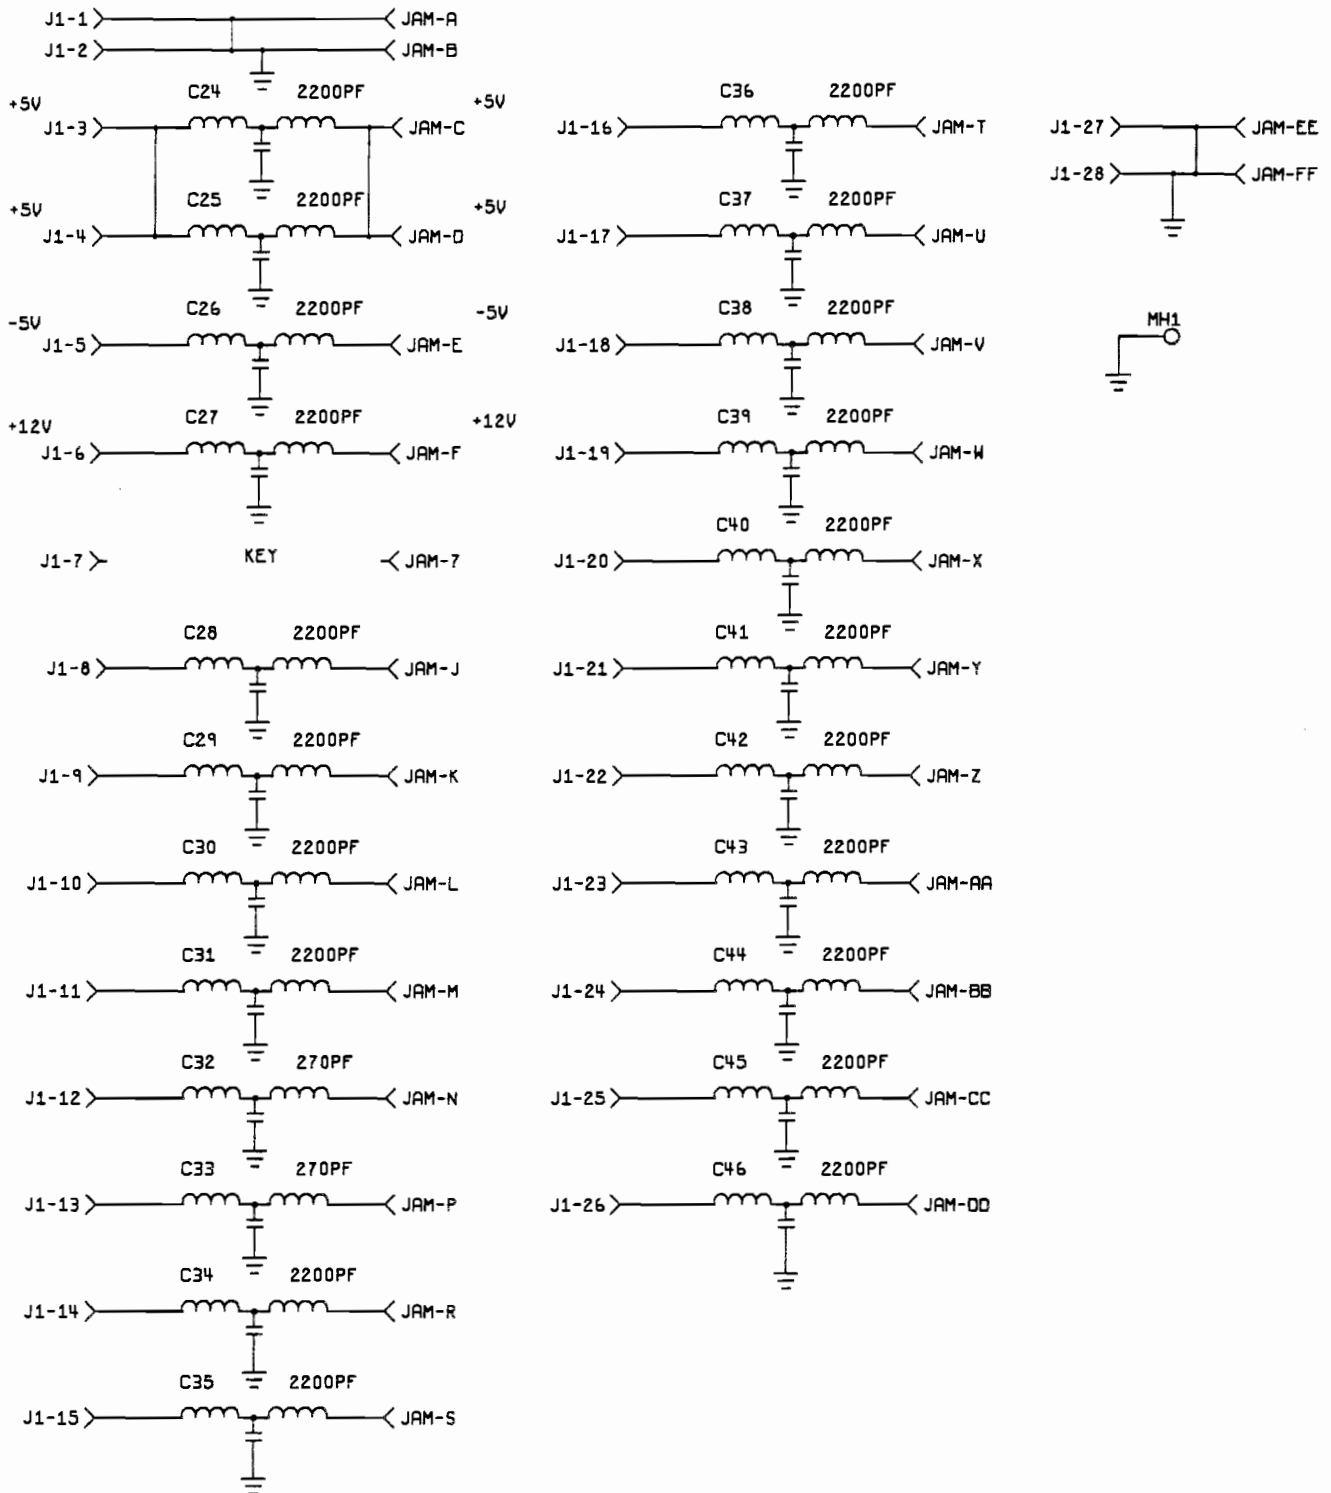 J1-1 JAM-A
J1-2 JAM-B
+5V C24 2200PF +5V
J1-3 JAM-C
+5V C25 2200PF +5V
J1-4 JAM-D
-5V C26 2200PF -5V
J1-5 JAM-E
+12V C27 2200PF +12V
J1-6 JAM-F
J1-7 KEY JAM-7
C28 2200PF
J1-8 JAM-J
C29 2200PF
J1-9 JAM-K
C30 2200PF
J1-10 JAM-L
C31 2200PF
J1-11 JAM-M
C32 270PF
J1-12 JAM-N
C33 270PF
J1-13 JAM-P
C34 2200PF
J1-14 JAM-R
C35 2200PF
J1-15 JAM-S
C36 2200PF
J1-16 JAM-T
C37 2200PF
J1-17 JAM-U
C38 2200PF
J1-18 JAM-V
C39 2200PF
J1-19 JAM-W
C40 2200PF
J1-20 JAM-X
C41 2200PF
J1-21 JAM-Y
C42 2200PF
J1-22 JAM-Z
C43 2200PF
J1-23 JAM-AA
C44 2200PF
J1-24 JAM-BB
C45 2200PF
J1-25 JAM-CC
C46 2200PF
J1-26 JAM-DD
J1-27 JAM-EE
J1-28 JAM-FF
MH1